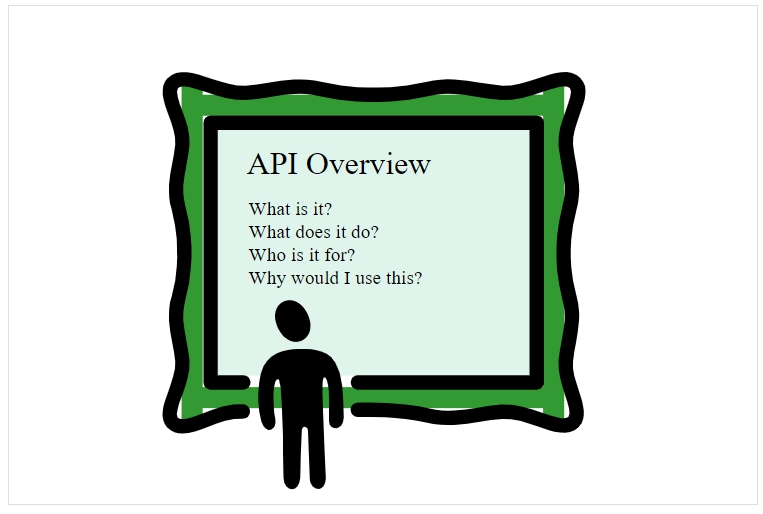 API Overview
What is it?
What does it do?
Who is it for?
Why would I use this?